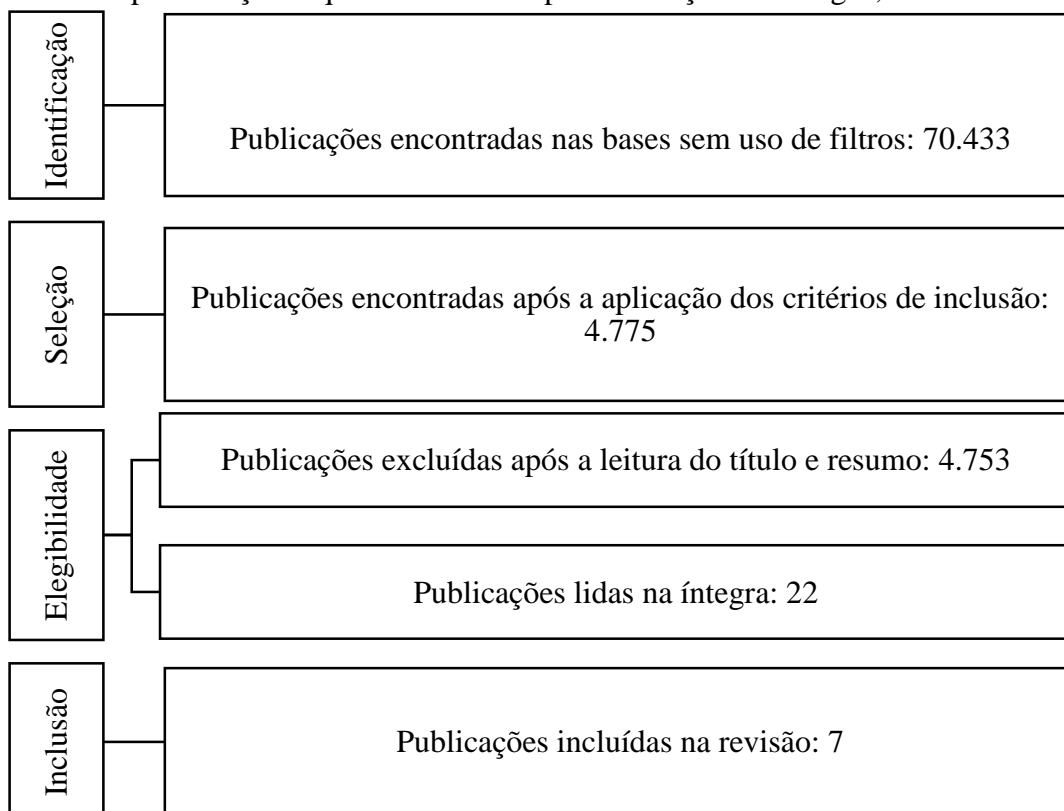 Identificação
Publicações encontradas nas bases sem uso de filtros: 70.433
Seleção
Publicações encontradas após a aplicação dos critérios de inclusão:
4.775
Elegibilidade
Publicações excluídas após a leitura do título e resumo: 4.753
Publicações lidas na íntegra: 22
Inclusão
Publicações incluídas na revisão: 7